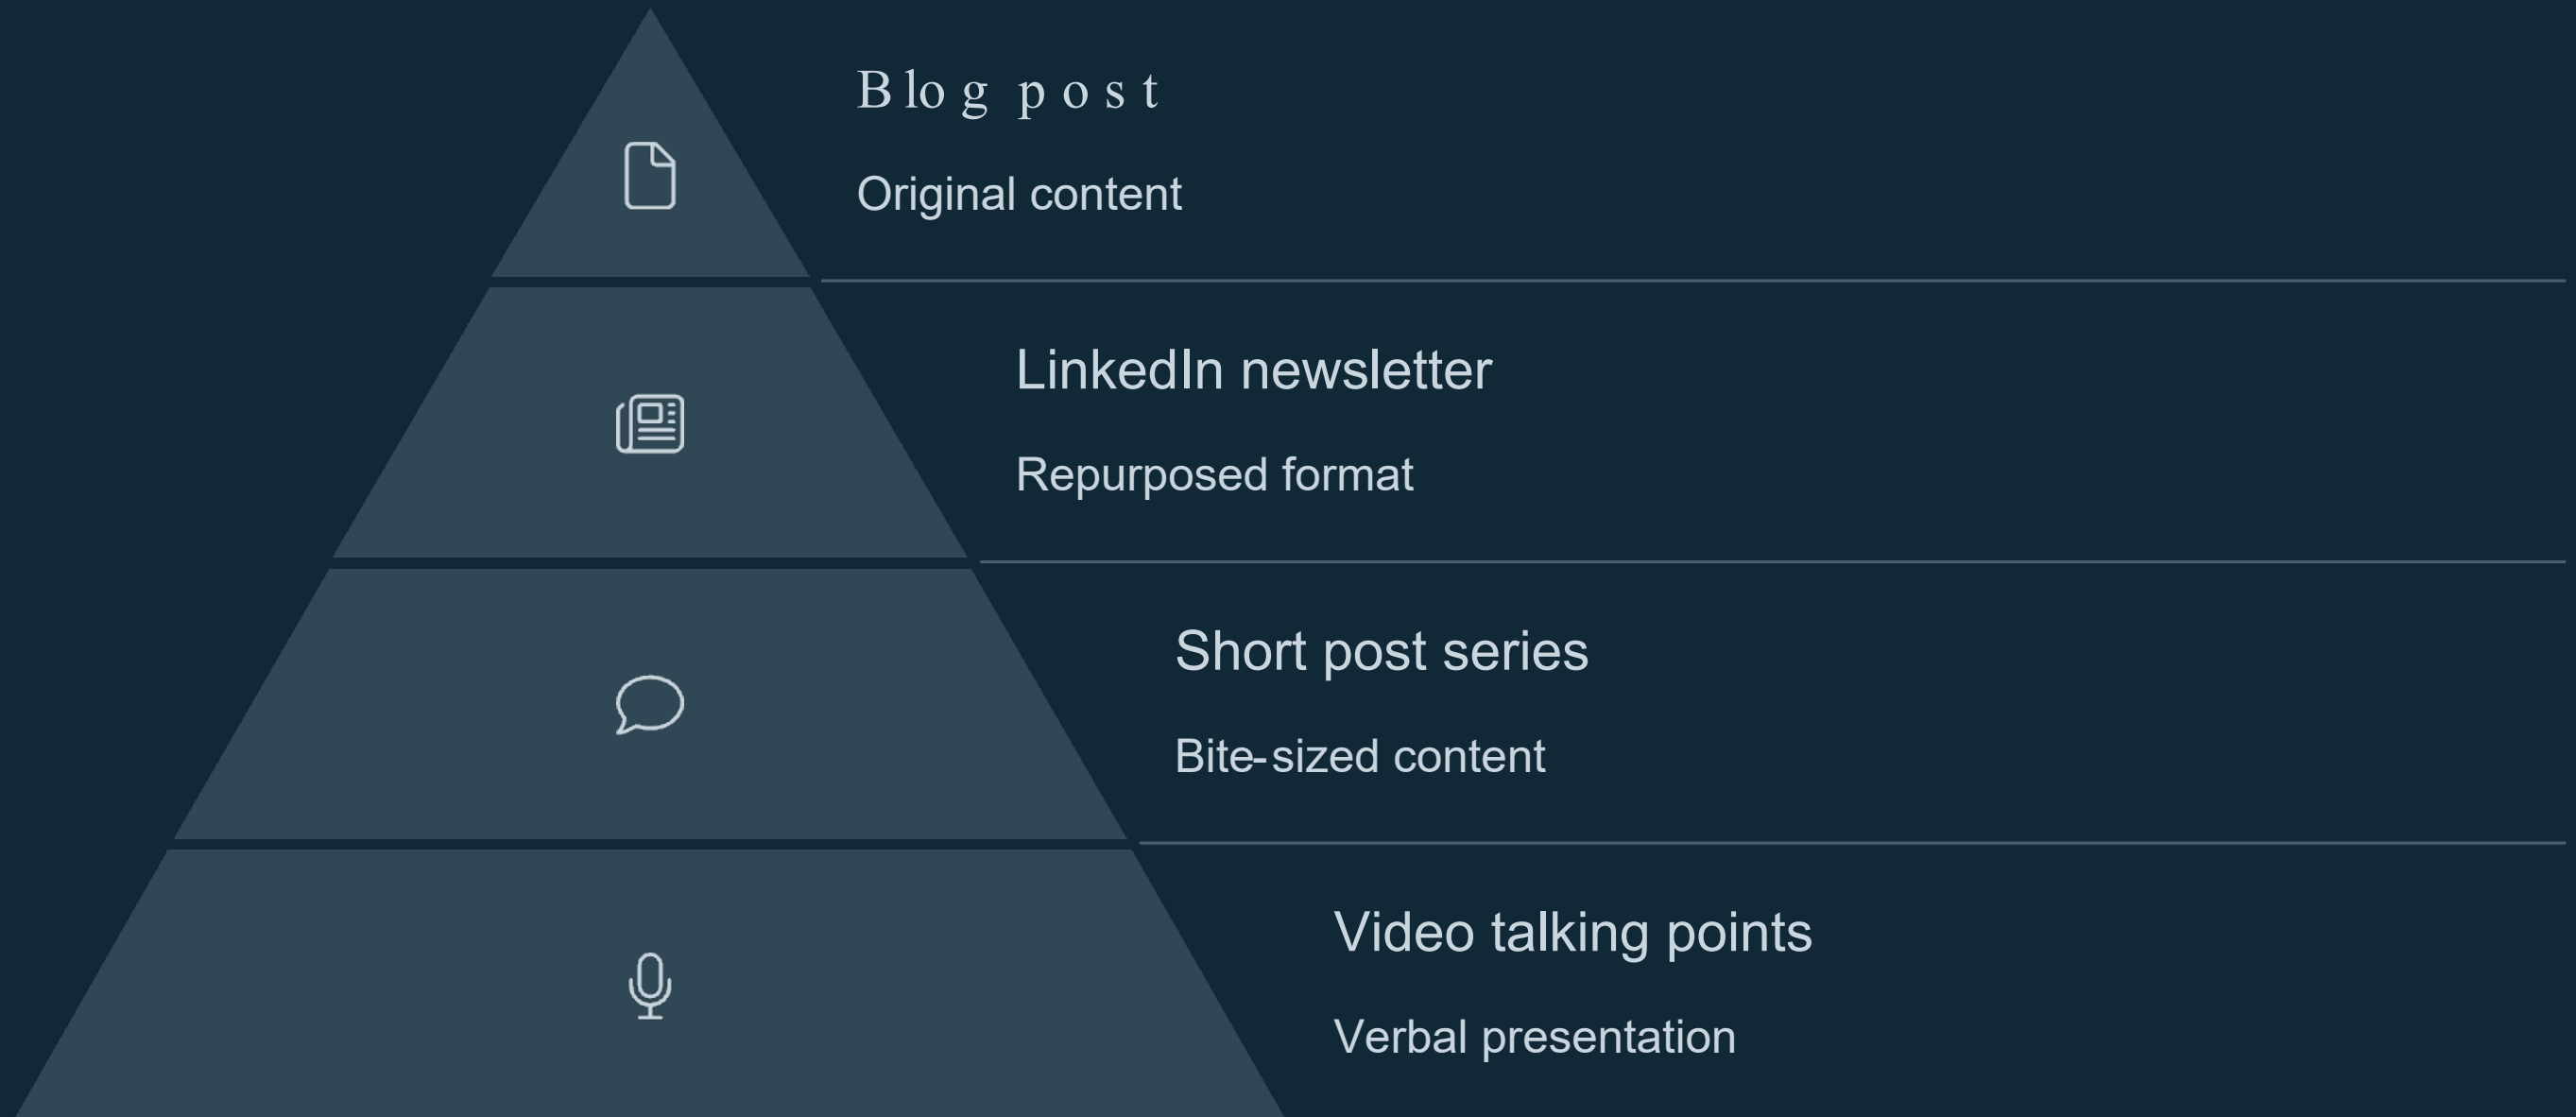 Blog post
Original content
LinkedIn newsletter
Repurposed format
Short post series
Bite-sized content
Video talking points
Verbal presentation